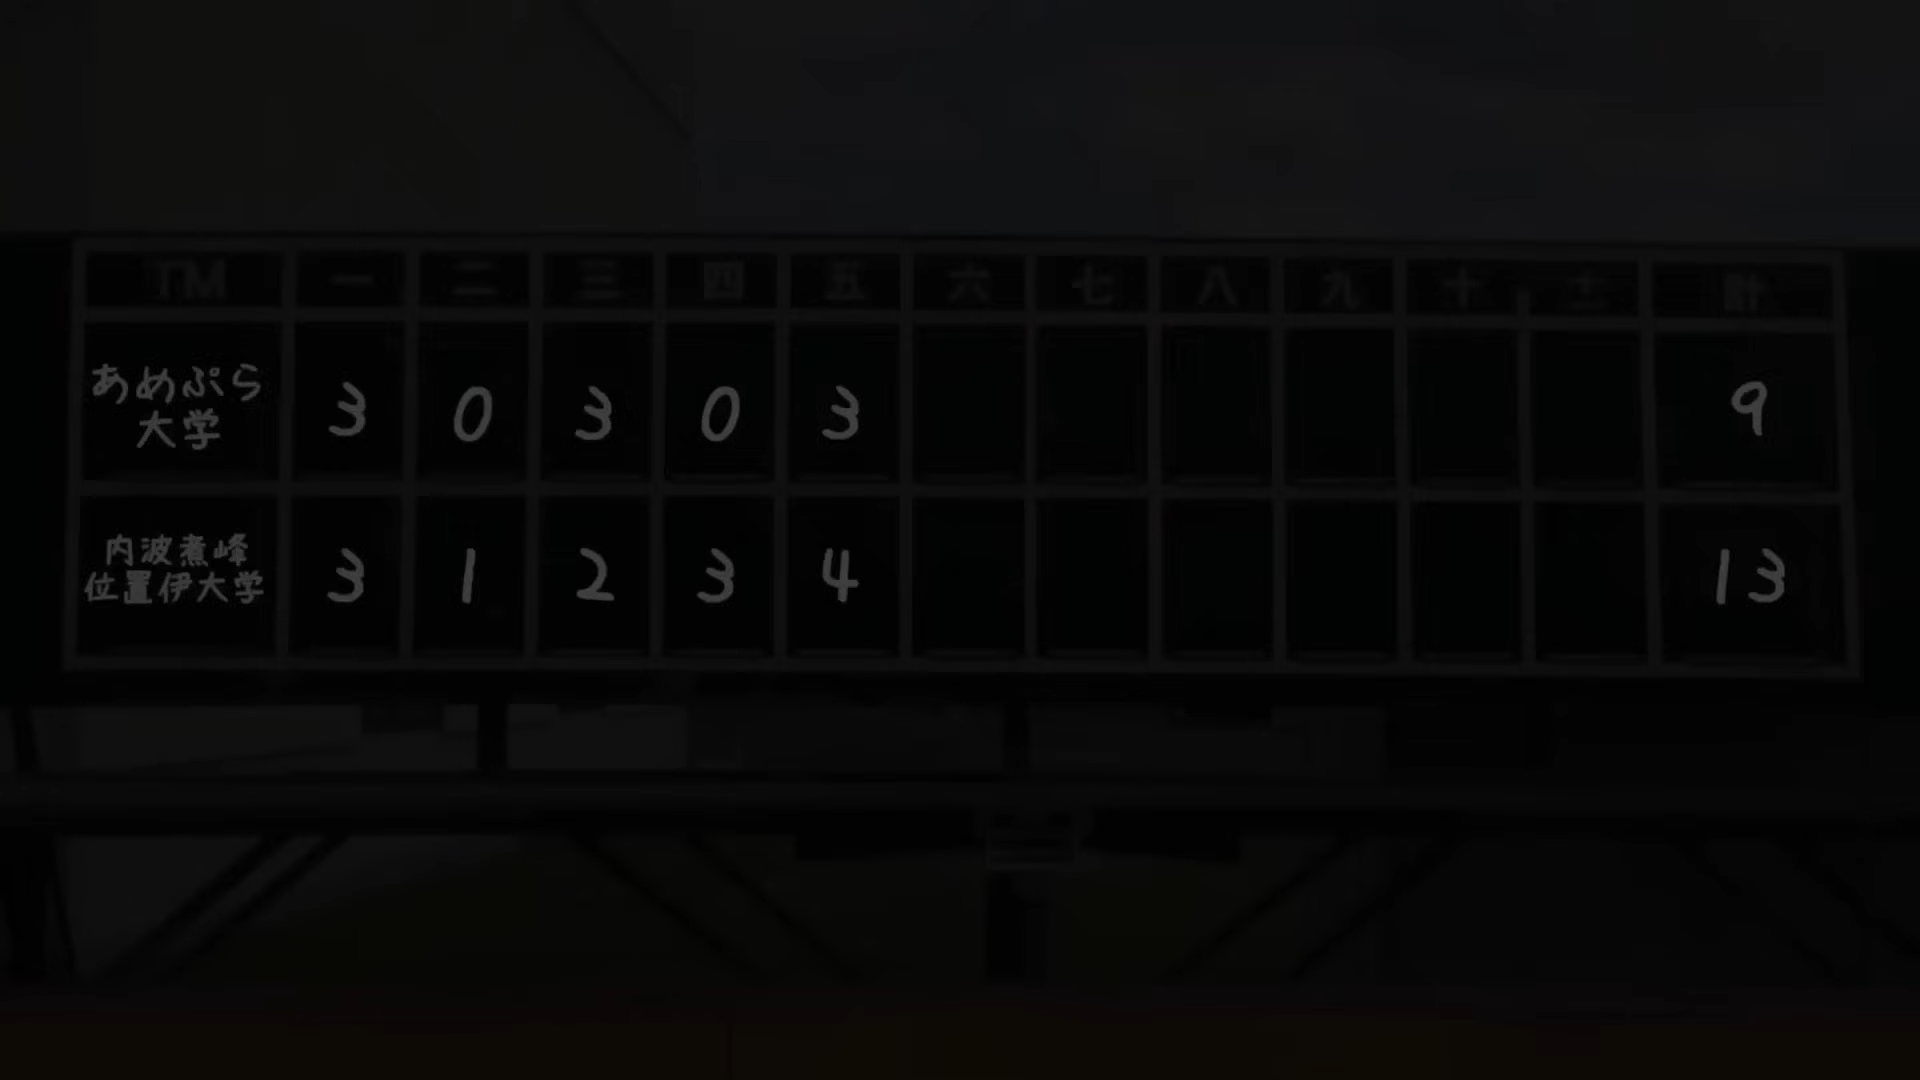 TM 一 二 三 四 五 六 七 八 九 十 計
あめぷら
大学
3 0 3 0 3 9
内波煮峰
位置伊大学
3 1 2 3 4 13